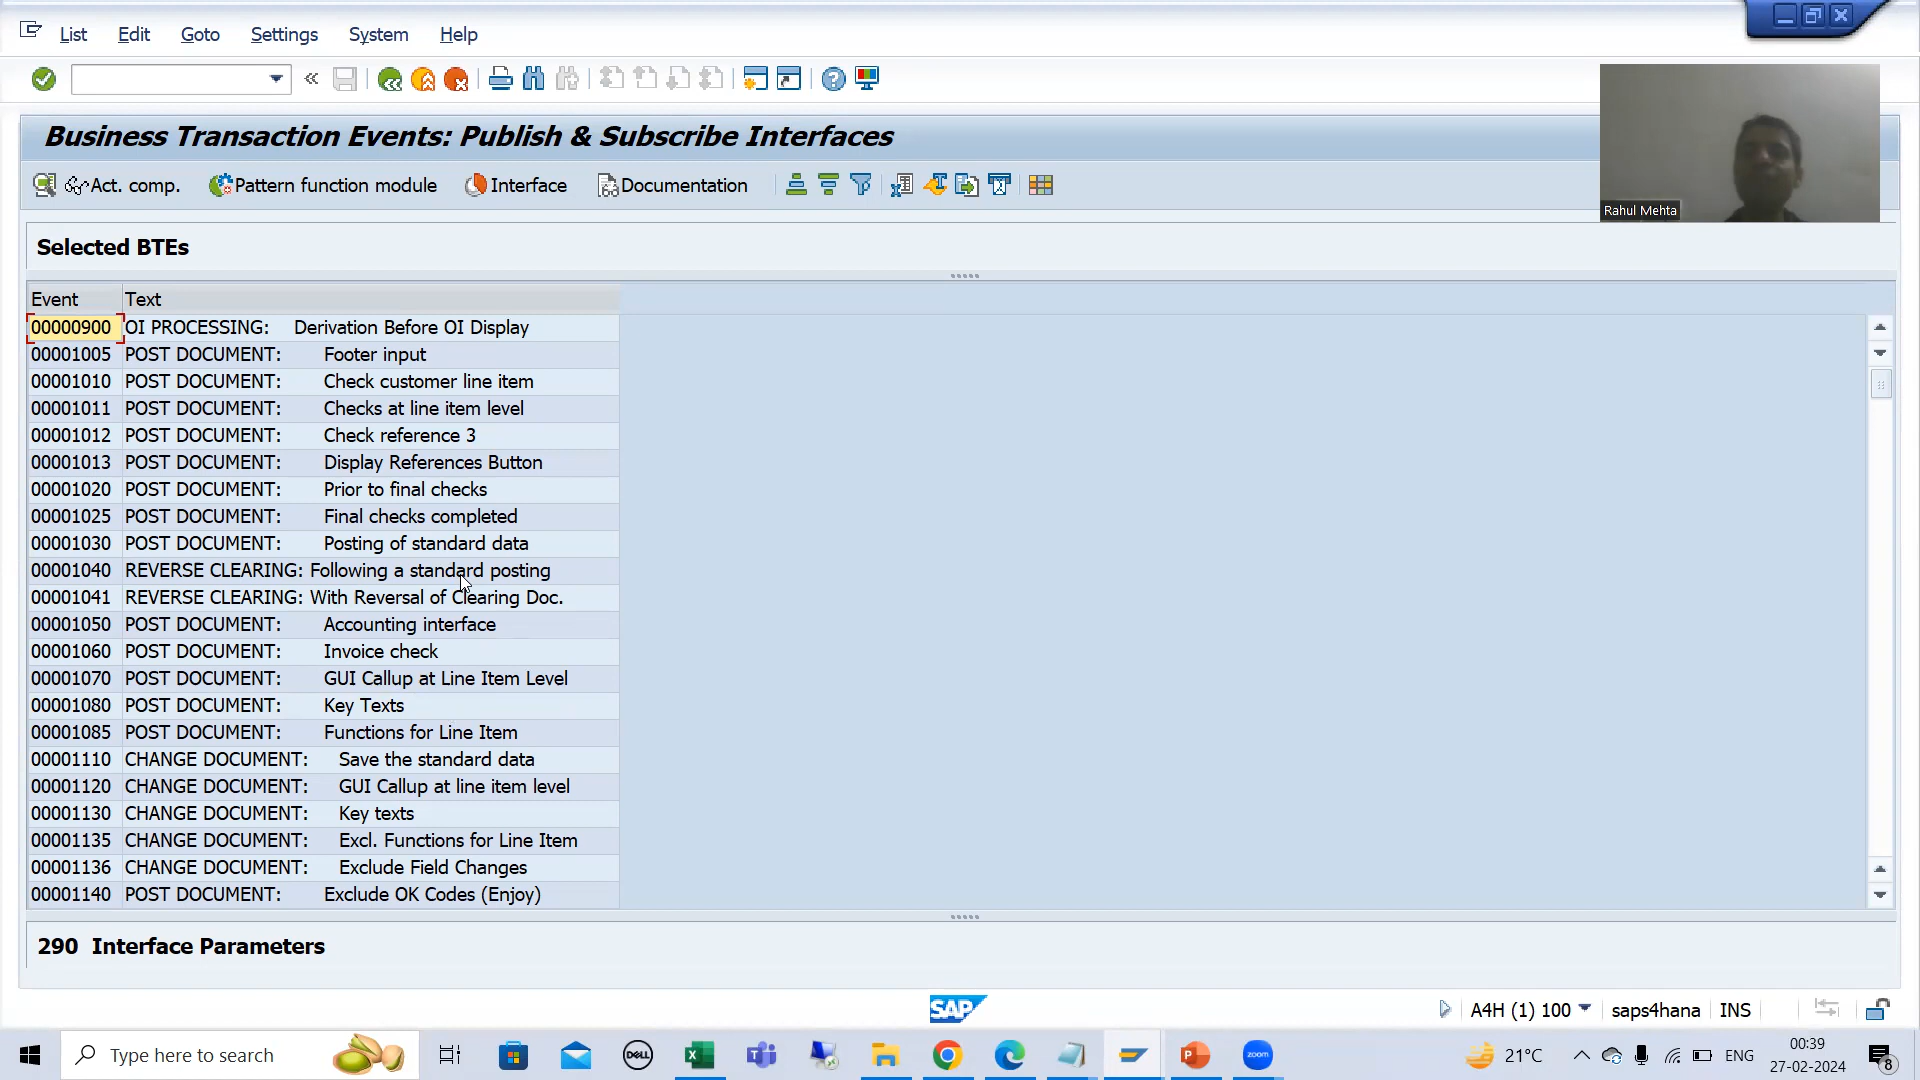 List Edit Goto Settings System Help
Business Transaction Events: Publish & Subscribe Interfaces
Act. comp. Pattern function module Interface Documentation
Rahul Mehta
Selected BTEs
Event Text
00000900 OI PROCESSING: Derivation Before OI Display
00001005 POST DOCUMENT: Footer input
00001010 POST DOCUMENT: Check customer line item
00001011 POST DOCUMENT: Checks at line item level
00001012 POST DOCUMENT: Check reference 3
00001013 POST DOCUMENT: Display References Button
00001020 POST DOCUMENT: Prior to final checks
00001025 POST DOCUMENT: Final checks completed
00001030 POST DOCUMENT: Posting of standard data
00001040 REVERSE CLEARING: Following a standard posting
00001041 REVERSE CLEARING: With Reversal of Clearing Doc.
00001050 POST DOCUMENT: Accounting interface
00001060 POST DOCUMENT: Invoice check
00001070 POST DOCUMENT: GUI Callup at Line Item Level
00001080 POST DOCUMENT: Key Texts
00001085 POST DOCUMENT: Functions for Line Item
00001110 CHANGE DOCUMENT: Save the standard data
00001120 CHANGE DOCUMENT: GUI Callup at line item level
00001130 CHANGE DOCUMENT: Key texts
00001135 CHANGE DOCUMENT: Excl. Functions for Line Item
00001136 CHANGE DOCUMENT: Exclude Field Changes
00001140 POST DOCUMENT: Exclude OK Codes (Enjoy)
290 Interface Parameters
SAP
A4H (1) 100 saps4hana INS
Type here to search
DELL
zoom
21°C
ENG
00:39
27-02-2024
8